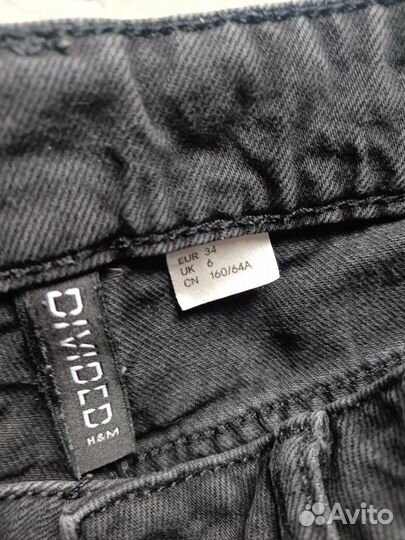 EUR 34
UK 6
CN 160/64A
DIVIDED
H&M
Avito